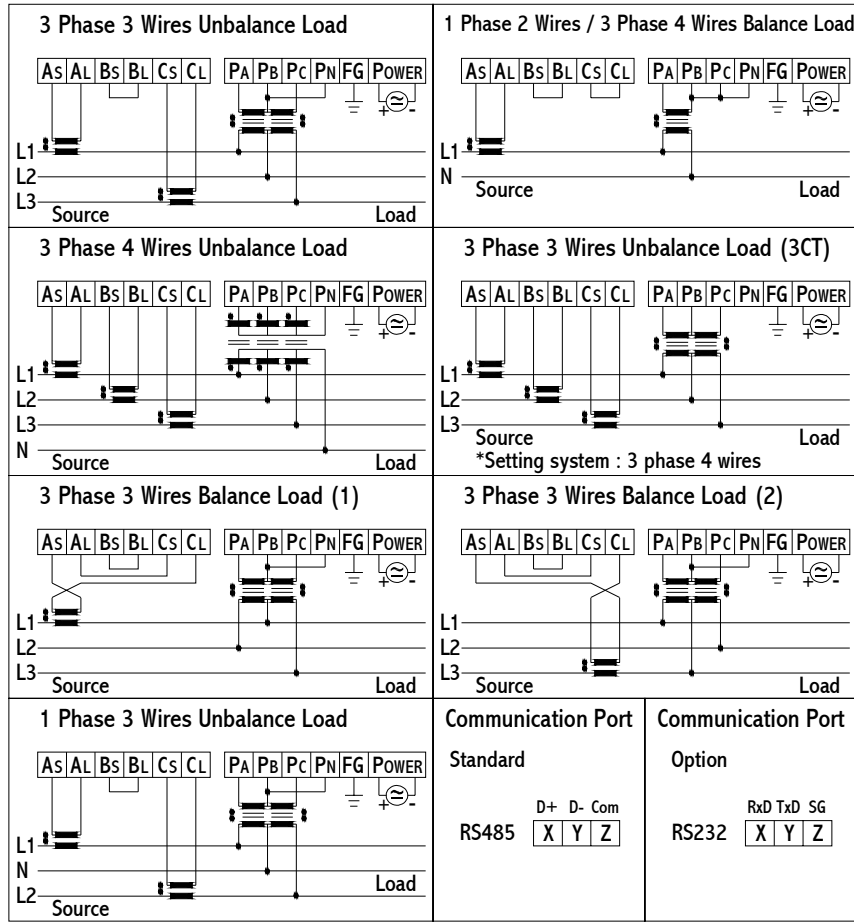 3 Phase 3 Wires Unbalance Load
As AL Bs BL Cs CL PA PB PC PN FG POWER
+ -
L1
L2
L3
Source Load
1 Phase 2 Wires / 3 Phase 4 Wires Balance Load
As AL Bs BL Cs CL PA PB PC PN FG POWER
+ -
L1
N
Source Load
3 Phase 4 Wires Unbalance Load
As AL Bs BL Cs CL PA PB PC PN FG POWER
+ -
L1
L2
L3
N
Source Load
3 Phase 3 Wires Unbalance Load (3CT)
As AL Bs BL Cs CL PA PB PC PN FG POWER
+ -
L1
L2
L3
Source Load
*Setting system : 3 phase 4 wires
3 Phase 3 Wires Balance Load (1)
As AL Bs BL Cs CL PA PB PC PN FG POWER
+ -
L1
L2
L3
Source Load
3 Phase 3 Wires Balance Load (2)
As AL Bs BL Cs CL PA PB PC PN FG POWER
+ -
L1
L2
L3
Source Load
1 Phase 3 Wires Unbalance Load
As AL Bs BL Cs CL PA PB PC PN FG POWER
+ -
L1
N
Load
L2
Source
Communication Port
Standard
D+ D- Com
RS485 X Y Z
Communication Port
Option
RxD TxD SG
RS232 X Y Z